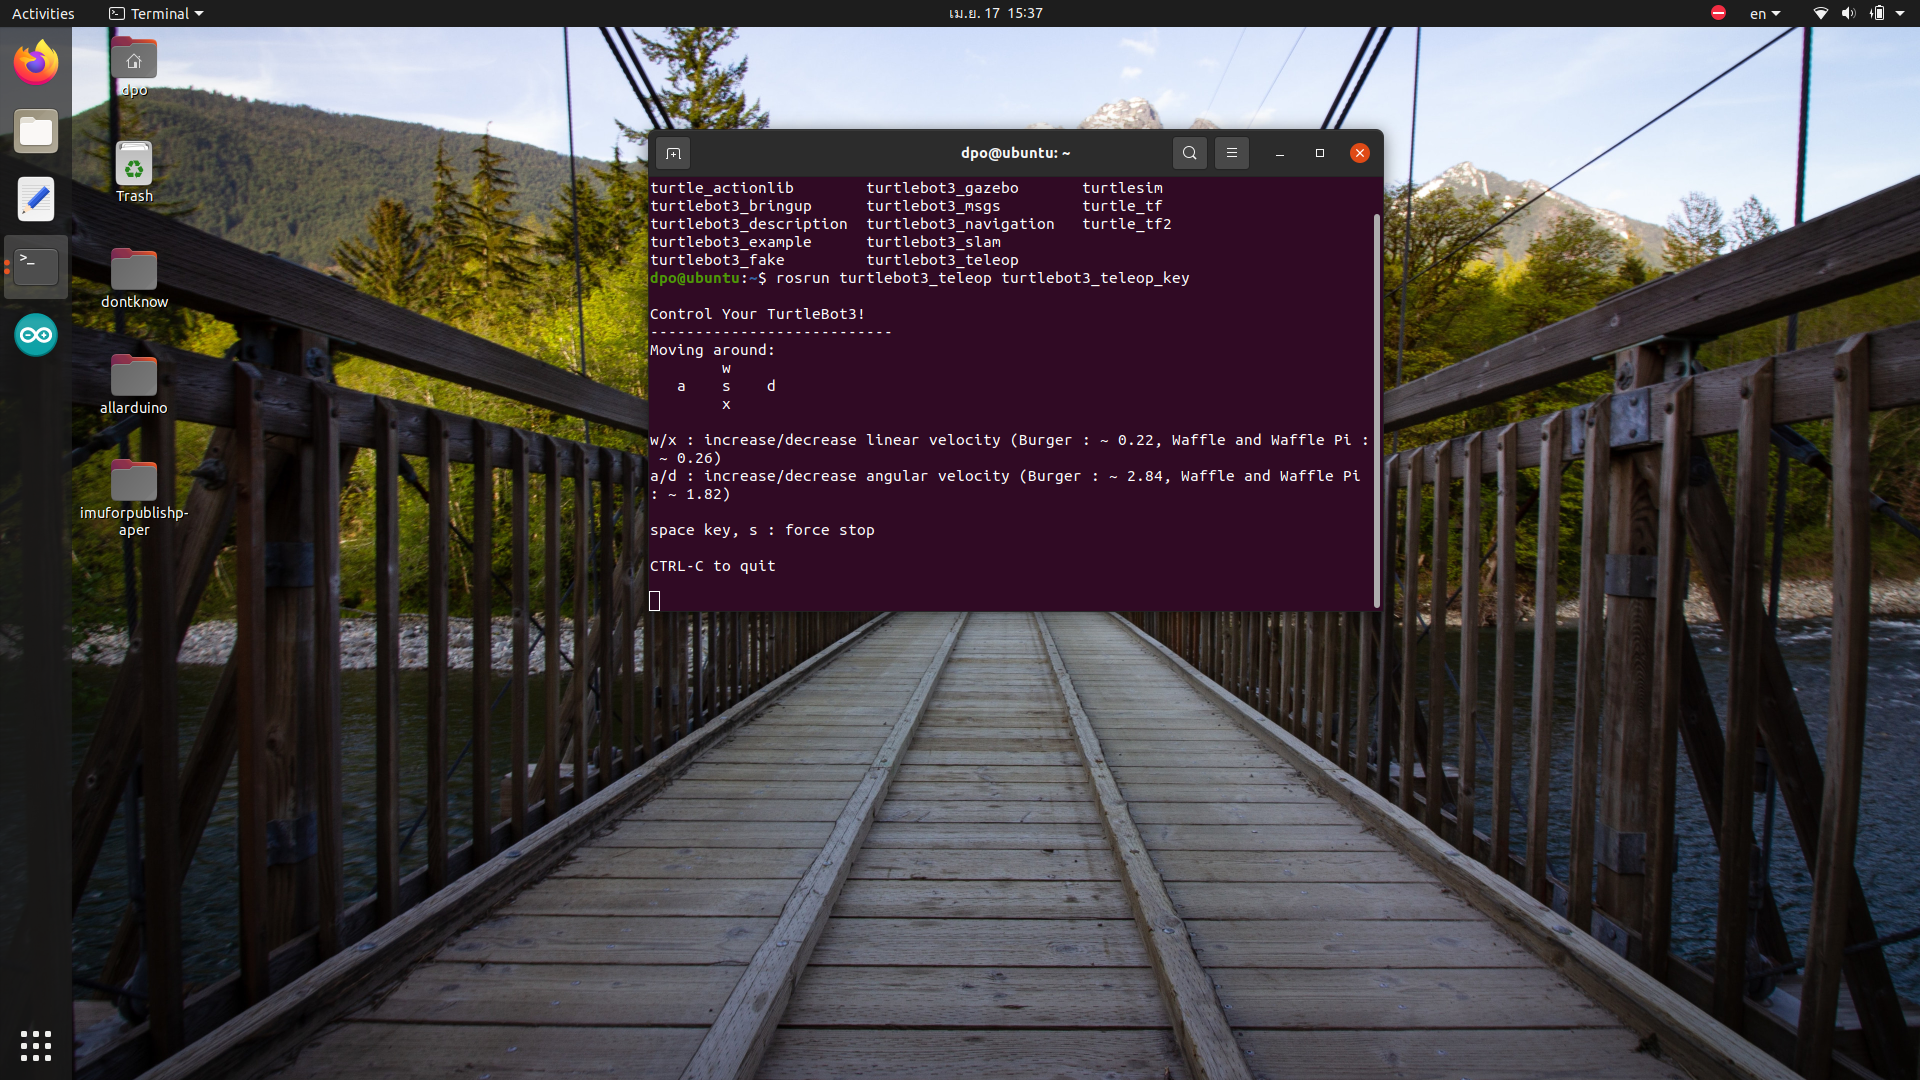 Activities
Terminal
เม.ย. 17 15:37
en
dpo
Trash
dontknow
allarduino
imuforpublishp-
aper
dpo@ubuntu: ~
turtle_actionlib turtlebot3_gazebo turtlesim
turtlebot3_bringup turtlebot3_msgs turtle_tf
turtlebot3_description turtlebot3_navigation turtle_tf2
turtlebot3_example turtlebot3_slam
turtlebot3_fake turtlebot3_teleop
dpo@ubuntu:~$ rosrun turtlebot3_teleop turtlebot3_teleop_key
Control Your TurtleBot3!
---------------------------
Moving around:
w
a s d
x
w/x : increase/decrease linear velocity (Burger : ~ 0.22, Waffle and Waffle Pi :
~ 0.26)
a/d : increase/decrease angular velocity (Burger : ~ 2.84, Waffle and Waffle Pi
: ~ 1.82)
space key, s : force stop
CTRL-C to quit